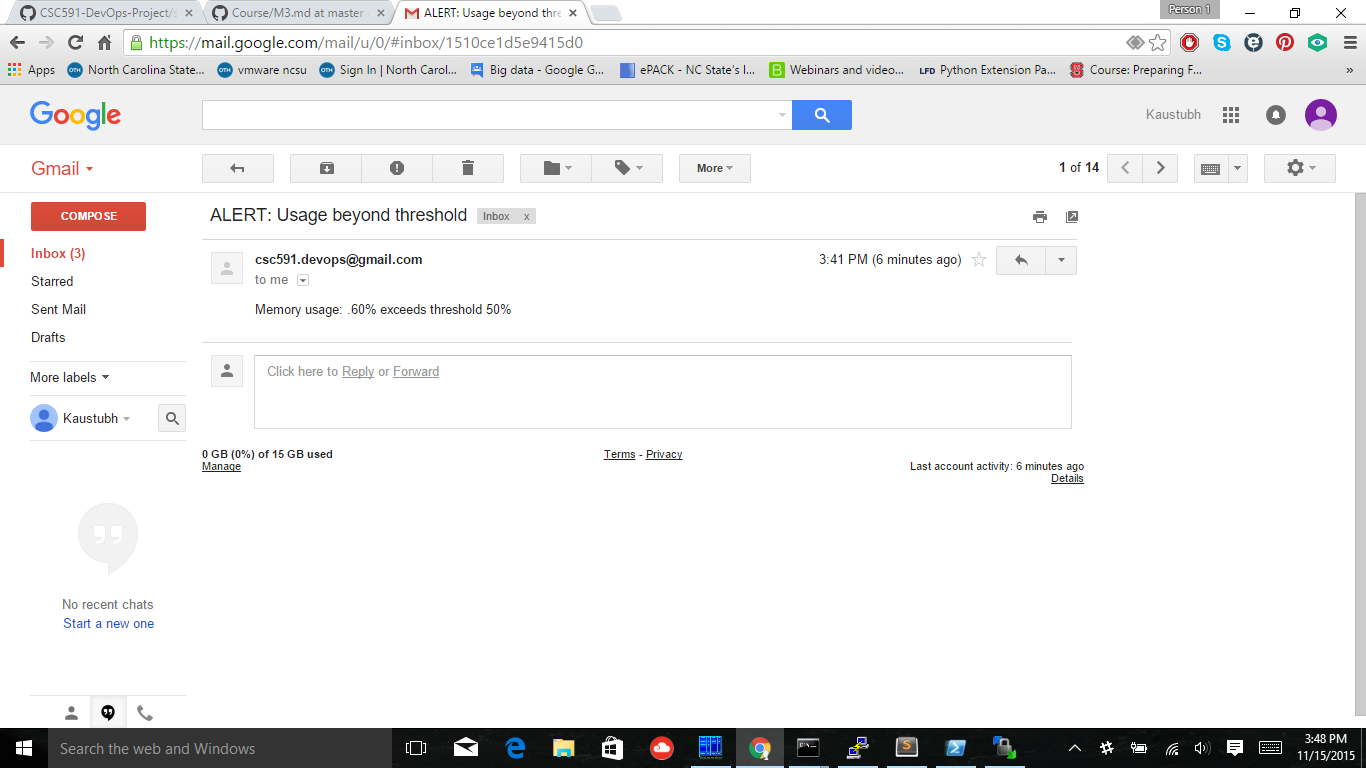 CSC591-DevOps-Project/s
Course/M3.md at master
ALERT: Usage beyond thre
Person 1
https://mail.google.com/mail/u/0/#inbox/1510ce1d5e9415d0
Apps
OTH North Carolina State...
OTH vmware ncsu
OTH Sign In | North Carol...
Big data - Google G...
ePACK - NC State's I...
B Webinars and video...
LFD Python Extension Pa...
Course: Preparing F...
»
Google
Kaustubh
Gmail
More
1 of 14
COMPOSE
ALERT: Usage beyond threshold
Inbox x
Inbox (3)
Starred
Sent Mail
Drafts
More labels
Kaustubh
csc591.devops@gmail.com
3:41 PM (6 minutes ago)
to me
Memory usage: .60% exceeds threshold 50%
Click here to Reply or Forward
0 GB (0%) of 15 GB used
Manage
Terms - Privacy
Last account activity: 6 minutes ago
Details
No recent chats
Start a new one
Search the web and Windows
3:48 PM
11/15/2015